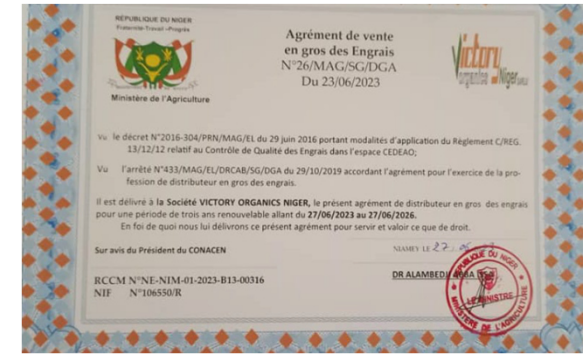 RÉPUBLIQUE DU NIGER
Fraternité-Travail-Progrès
Ministère de l'Agriculture
Agrément de vente
en gros des Engrais
N°26/MAG/SG/DGA
Du 23/06/2023
Victory
organics Niger SARLU
Vu le décret N°2016-304/PRN/MAG/EL du 29 juin 2016 portant modalités d'application du Règlement C/REG.
13/12/12 relatif au Contrôle de Qualité des Engrais dans l'espace CEDEAO;
Vu l'arrêté N°433/MAG/EL/DRCAB/SG/DGA du 29/10/2019 accordant l'agrément pour l'exercice de la pro-
fession de distributeur en gros des engrais.
Il est délivré à la Société VICTORY ORGANICS NIGER, le présent agrément de distributeur en gros des engrais
pour une période de trois ans renouvelable allant du 27/06/2023 au 27/06/2026.
En foi de quoi nous lui délivrons ce présent agrément pour servir et valoir ce que de droit.
Sur avis du Président du CONACEN
NIAMEY LE 27
DR ALAMBEDJI
RCCM N°NE-NIM-01-2023-B13-00316
NIF N°106550/R
REPUBLIQUE DU NIGER
LE MINISTRE
MINISTERE DE L'AGRICULTURE